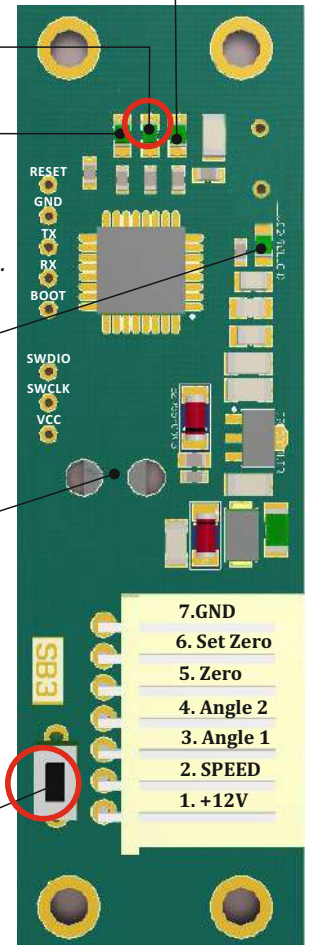 RESET
GND
TX
RX
BOOT
SWDIO
SWCLK
VCC
SB3
7.GND
6. Set Zero
5. Zero
4. Angle 2
3. Angle 1
2. SPEED
1. +12V